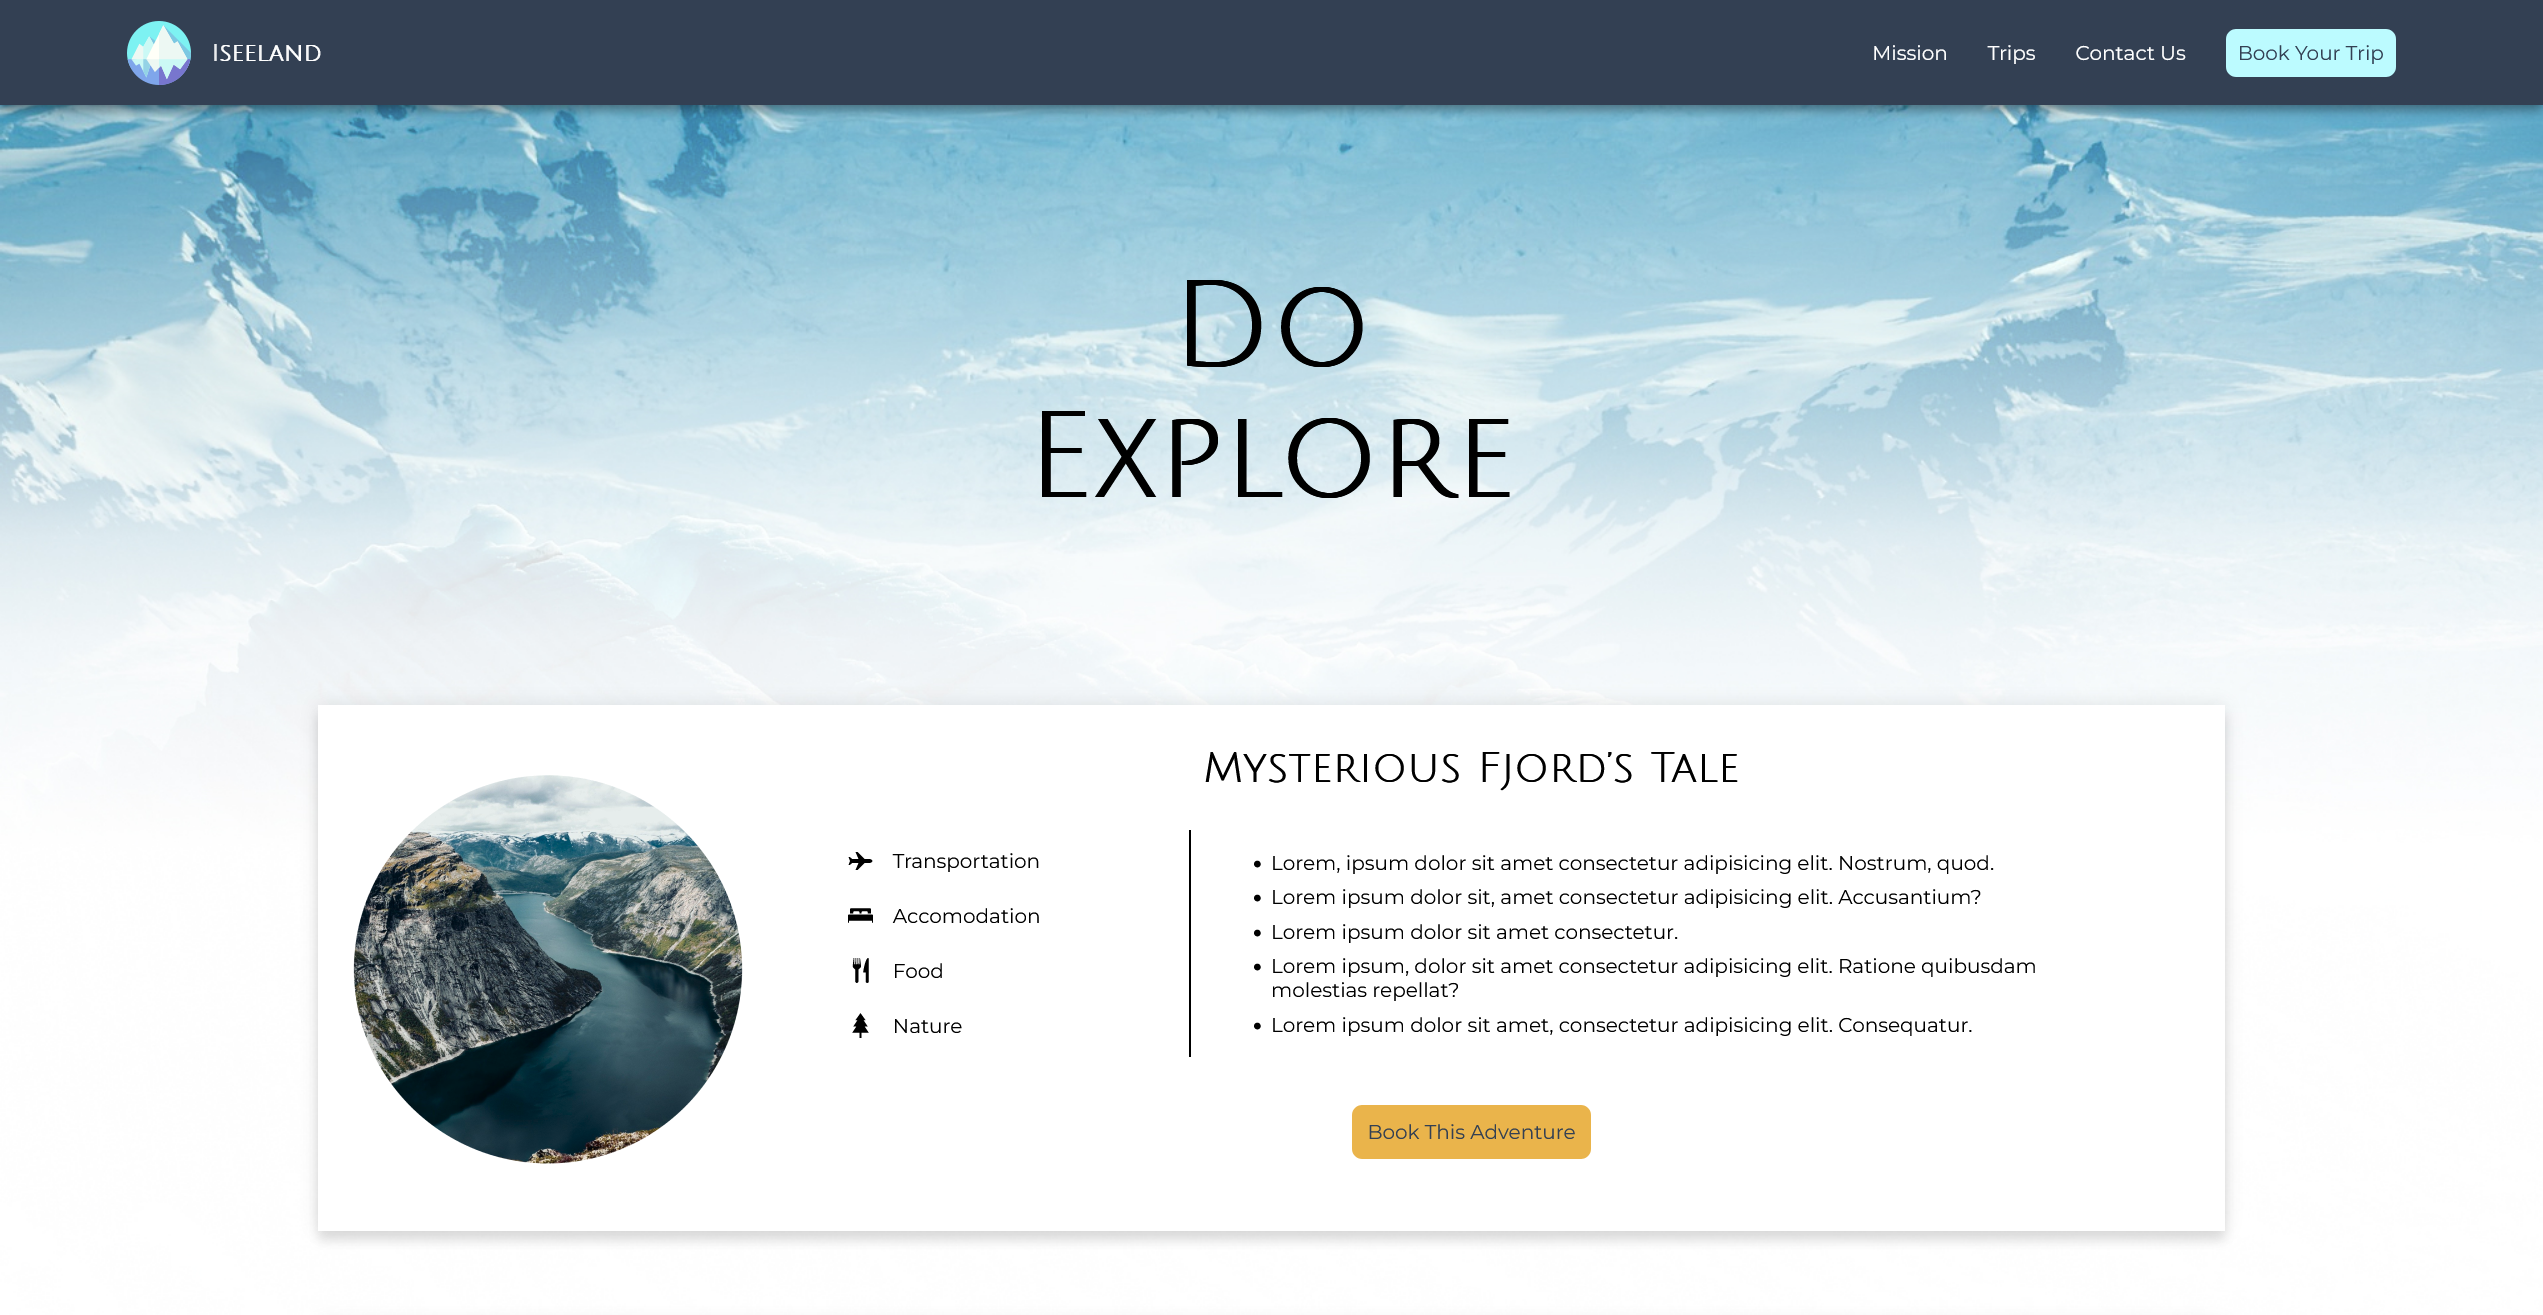 Iseeland
Mission
Trips
Contact Us
Book Your Trip
Do
Explore
Mysterious Fjord's Tale
Transportation
Accomodation
Food
Nature
• Lorem, ipsum dolor sit amet consectetur adipisicing elit. Nostrum, quod.
• Lorem ipsum dolor sit, amet consectetur adipisicing elit. Accusantium?
• Lorem ipsum dolor sit amet consectetur.
• Lorem ipsum, dolor sit amet consectetur adipisicing elit. Ratione quibusdam
molestias repellat?
• Lorem ipsum dolor sit amet, consectetur adipisicing elit. Consequatur.
Book This Adventure